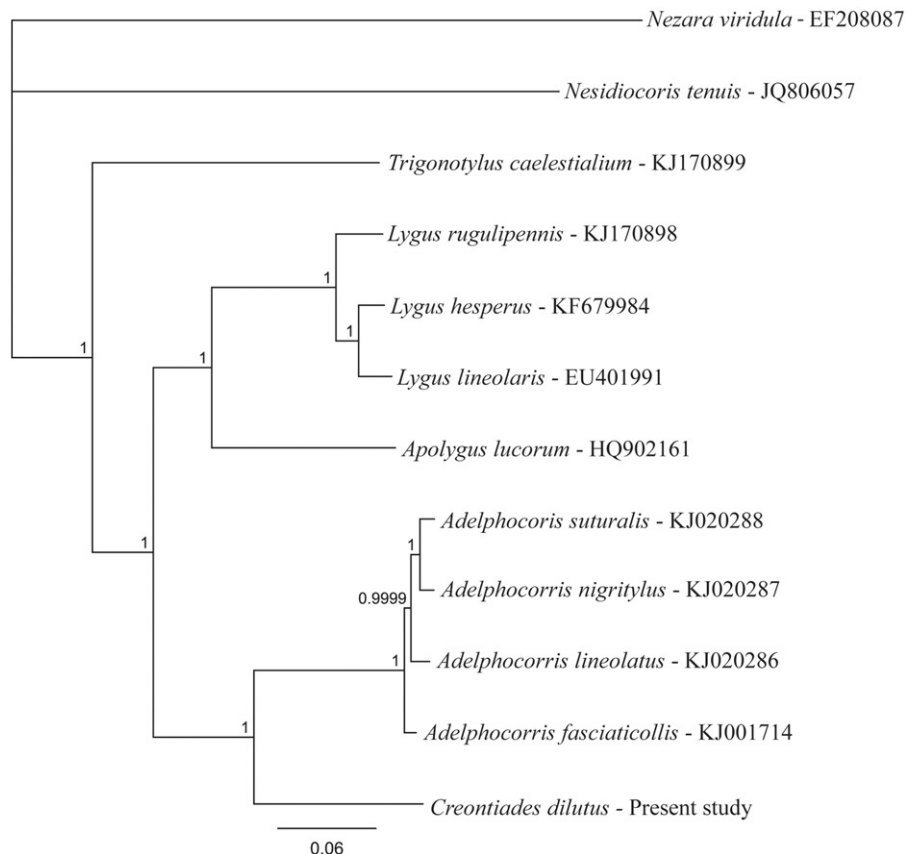 Nezara viridula - EF208087
Nesidiocoris tenuis - JQ806057
Trigonotylus caelestialium - KJ170899
Lygus rugulipennis - KJ170898
1
Lygus hesperus - KF679984
1
1
1
Lygus lineolaris - EU401991
Apolygus lucorum - HQ902161
Adelphocoris suturalis - KJ020288
1
1
Adelphocorris nigritylus - KJ020287
0.9999
Adelphocorris lineolatus - KJ020286
1
Adelphocorris fasciaticollis - KJ001714
1
Creontiades dilutus - Present study
0.06